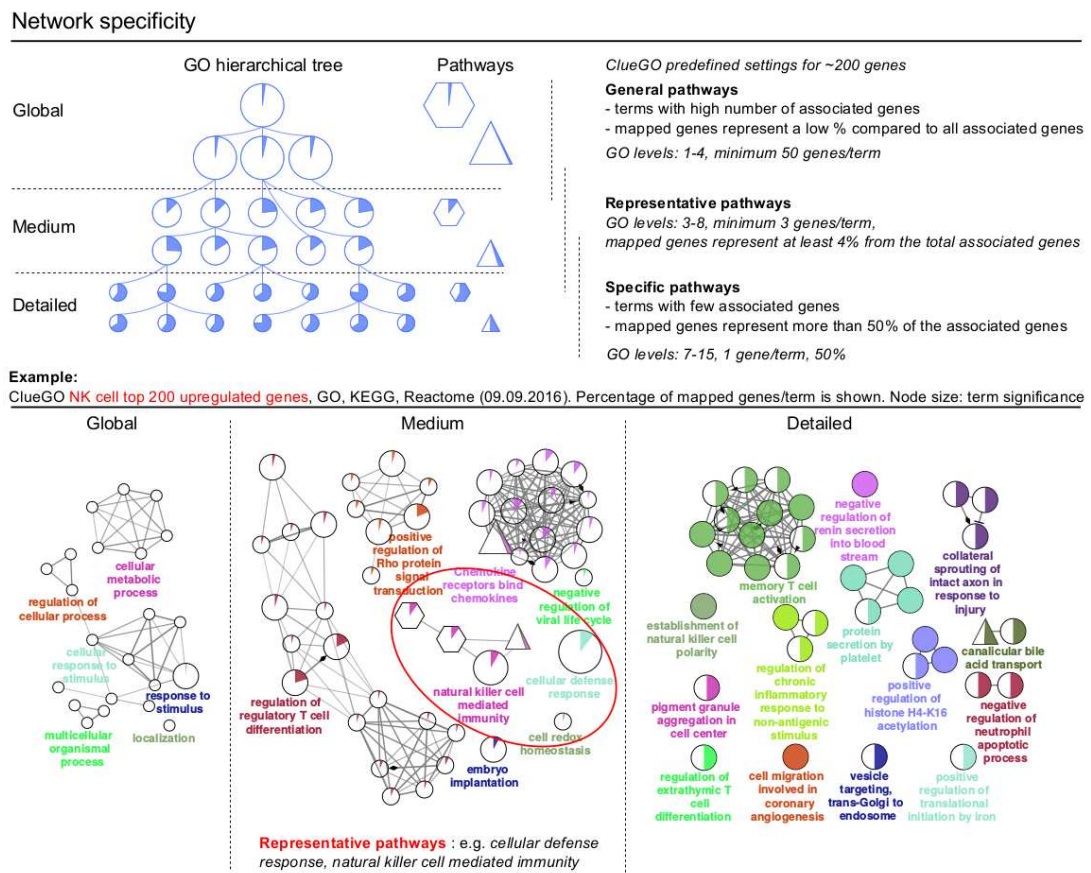 Network specificity
GO hierarchical tree
Pathways
Global
Medium
Detailed
ClueGO predefined settings for ~200 genes
General pathways
- terms with high number of associated genes
- mapped genes represent a low % compared to all associated genes
GO levels: 1-4, minimum 50 genes/term
Representative pathways
GO levels: 3-8, minimum 3 genes/term,
mapped genes represent at least 4% from the total associated genes
Specific pathways
- terms with few associated genes
- mapped genes represent more than 50% of the associated genes
GO levels: 7-15, 1 gene/term, 50%
Example:
ClueGO NK cell top 200 upregulated genes, GO, KEGG, Reactome (09.09.2016). Percentage of mapped genes/term is shown. Node size: term significance
Global
cellular
metabolic
process
regulation of
cellular process
cellular
response to
stimulus
response to
stimulus
multicellular
organismal
process
localization
Medium
positive
regulation of
Rho protein
signal
transduction
Chemokine
receptors bind
chemokines
negative
regulation of
viral life cycle
natural killer cell
mediated
immunity
cellular defense
response
regulation of
regulatory T cell
differentiation
cell redox
homeostasis
embryo
implantation
Representative pathways : e.g. cellular defense
response, natural killer cell mediated immunity
Detailed
memory T cell
activation
negative
regulation of
renin secretion
into blood
stream
collateral
sprouting of
intact axon in
response to
injury
establishment of
natural killer cell
polarity
regulation of
chronic
inflammatory
response to
non-antigenic
stimulus
protein
secretion by
platelet
canalicular bile
acid transport
pigment granule
aggregation in
cell center
positive
regulation of
histone H4-K16
acetylation
negative
regulation of
neutrophil
apoptotic
process
regulation of
extrathymic T
cell
differentiation
cell migration
involved in
coronary
angiogenesis
vesicle
targeting,
trans-Golgi to
endosome
positive
regulation of
translational
initiation by iron